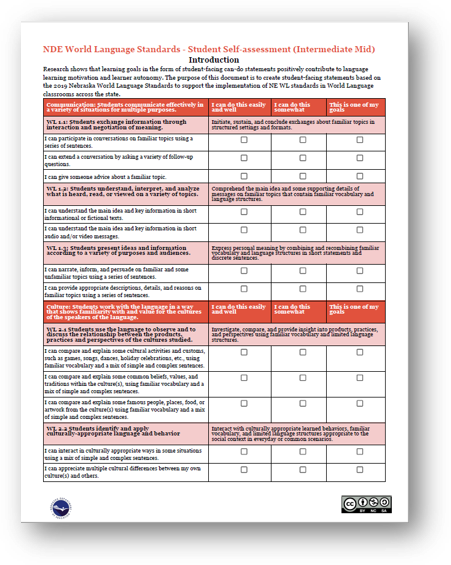 NDE World Language Standards - Student Self-assessment (Intermediate Mid)
Introduction
Research shows that learning goals in the form of student-facing can-do statements positively contribute to language
learning motivation and learner autonomy. The purpose of this document is to create student-facing statements based on
the 2019 Nebraska World Language Standards to support the implementation of NE WL standards in World Language
classrooms across the state.
Communication: Students communicate effectively in
a variety of situations for multiple purposes.
I can do this easily
and well
I can do this
somewhat
This is one of my
goals
WL 1.1: Students exchange information through
interaction and negotiation of meaning.
Initiate, sustain, and conclude exchanges about familiar topics in
structured settings and formats.
I can participate in conversations on familiar topics using a
series of sentences.
I can extend a conversation by asking a variety of follow-up
questions.
I can give someone advice about a familiar topic.
WL 1.2: Students understand, interpret, and analyze
what is heard, read, or viewed on a variety of topics.
Comprehend the main idea and some supporting details of
messages on familiar topics that contain familiar vocabulary and
language structures.
I can understand the main idea and key information in short
informational or fictional texts.
I can understand the main idea and key information in short
audio and/or video messages.
WL 1.3: Students present ideas and information
according to a variety of purposes and audiences.
Express personal meaning by combining and recombining familiar
vocabulary and language structures in short statements and
discrete sentences.
I can narrate, inform, and persuade on familiar and some
unfamiliar topics using a series of sentences.
I can provide appropriate descriptions, details, and reasons on
familiar topics using a series of sentences.
Culture: Students work with the language in a way
that shows familiarity with and value for the cultures
of the speakers of the language.
I can do this easily and
well
I can do this
somewhat
This is one of my
goals
WL 2.1 Students use the language to observe and to
discuss the relationship between the products,
practices and perspectives of the cultures studied.
Investigate, compare, and provide insight into products, practices,
and perspectives using familiar vocabulary and limited language
structures.
I can compare and explain some cultural activities and customs,
such as games, songs, dances, holiday celebrations, etc., using
familiar vocabulary and a mix of simple and complex sentences.
I can compare and explain some common beliefs, values, and
traditions within the culture(s), using familiar vocabulary and a
mix of simple and complex sentences.
I can compare and explain some famous people, places, food, or
artwork from the culture(s) using familiar vocabulary and a mix
of simple and complex sentences.
WL 2.2 Students identify and apply
culturally-appropriate language and behavior
Interact with culturally appropriate learned behaviors, familiar
vocabulary, and limited language structures appropriate to the
social context in everyday or common scenarios.
I can interact in culturally appropriate ways in some situations
using a mix of simple and complex sentences.
I can appreciate multiple cultural differences between my own
culture(s) and others.
CC
BY NC SA